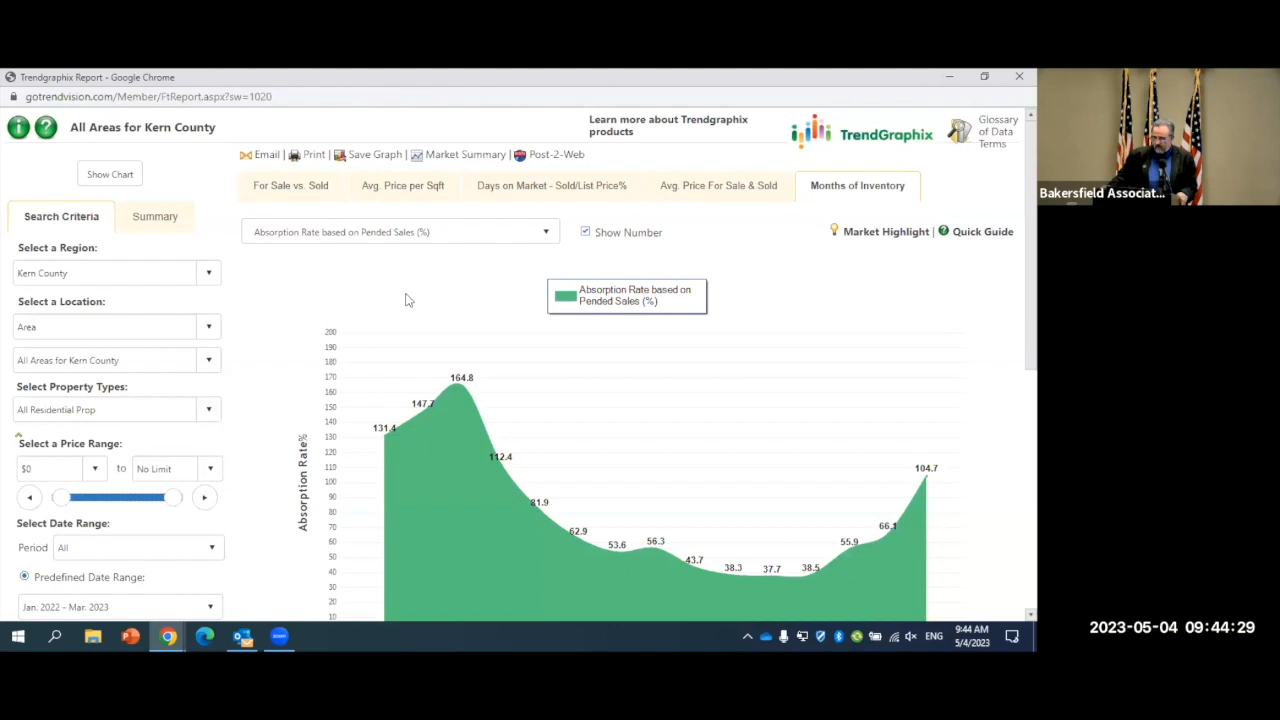 Trendgraphix Report - Google Chrome
gotrendvision.com/Member/FtReport.aspx?sw=1020
All Areas for Kern County
Learn more about Trendgraphix
products
TrendGraphix
Glossary
of Data
Terms
Email | Print | Save Graph | Market Summary | Post-2-Web
Show Chart
For Sale vs. Sold
Avg. Price per Sqft
Days on Market - Sold/List Price%
Avg. Price For Sale & Sold
Months of Inventory
Bakersfield Associat...
Search Criteria
Summary
Absorption Rate based on Pended Sales (%)
Show Number
Market Highlight | Quick Guide
Select a Region:
Kern County
Select a Location:
Area
All Areas for Kern County
Select Property Types:
All Residential Prop
Select a Price Range:
$0
to
No Limit
Select Date Range:
Period
All
Predefined Date Range:
Jan. 2022 - Mar. 2023
Absorption Rate based on
Pended Sales (%)
Absorption Rate%
200
190
180
170
160
150
140
130
120
110
100
90
80
70
60
50
40
30
20
10
131.4
147.7
164.8
112.4
81.9
62.9
53.6
56.3
43.7
38.3
37.7
38.5
55.9
66.1
104.7
zoom
ENG
9:44 AM
5/4/2023
2023-05-04 09:44:29